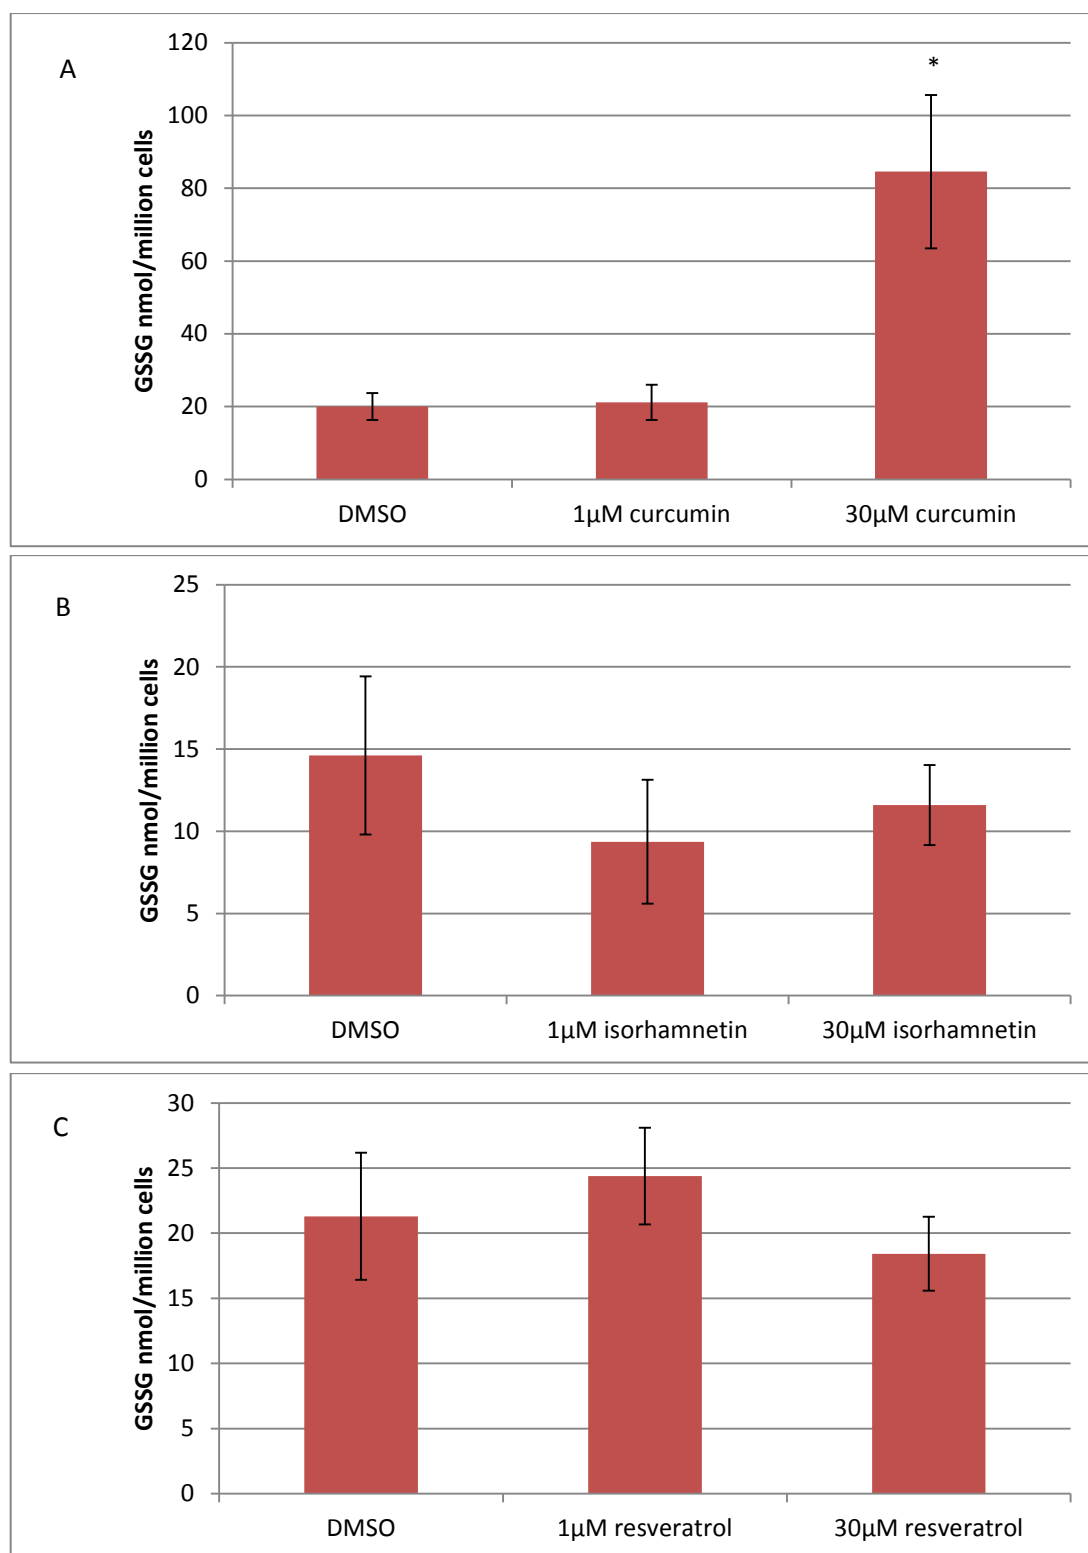 A
GSSG nmol/million cells
120
100
80
60
40
20
0
*
DMSO
1µM curcumin
30µM curcumin
B
GSSG nmol/million cells
25
20
15
10
5
0
DMSO
1µM isorhamnetin
30µM isorhamnetin
C
GSSG nmol/million cells
30
25
20
15
10
5
0
DMSO
1µM resveratrol
30µM resveratrol